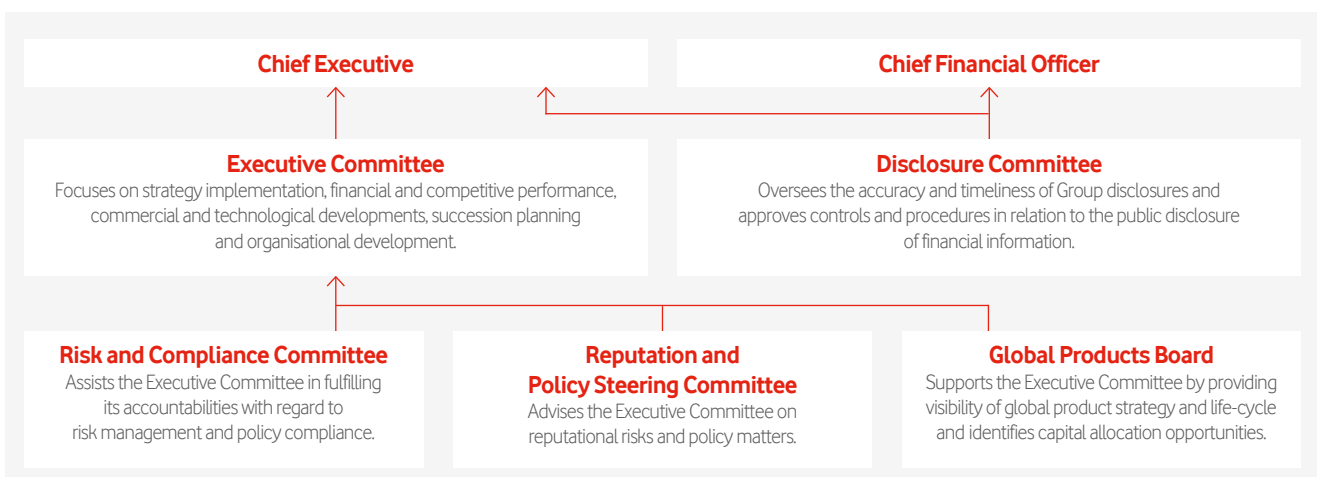 Chief Executive
Chief Financial Officer
Executive Committee
Focuses on strategy implementation, financial and competitive performance,
commercial and technological developments, succession planning
and organisational development.
Disclosure Committee
Oversees the accuracy and timeliness of Group disclosures and
approves controls and procedures in relation to the public disclosure
of financial information.
Risk and Compliance Committee
Assists the Executive Committee in fulfilling
its accountabilities with regard to
risk management and policy compliance.
Reputation and
Policy Steering Committee
Advises the Executive Committee on
reputational risks and policy matters.
Global Products Board
Supports the Executive Committee by providing
visibility of global product strategy and life-cycle
and identifies capital allocation opportunities.